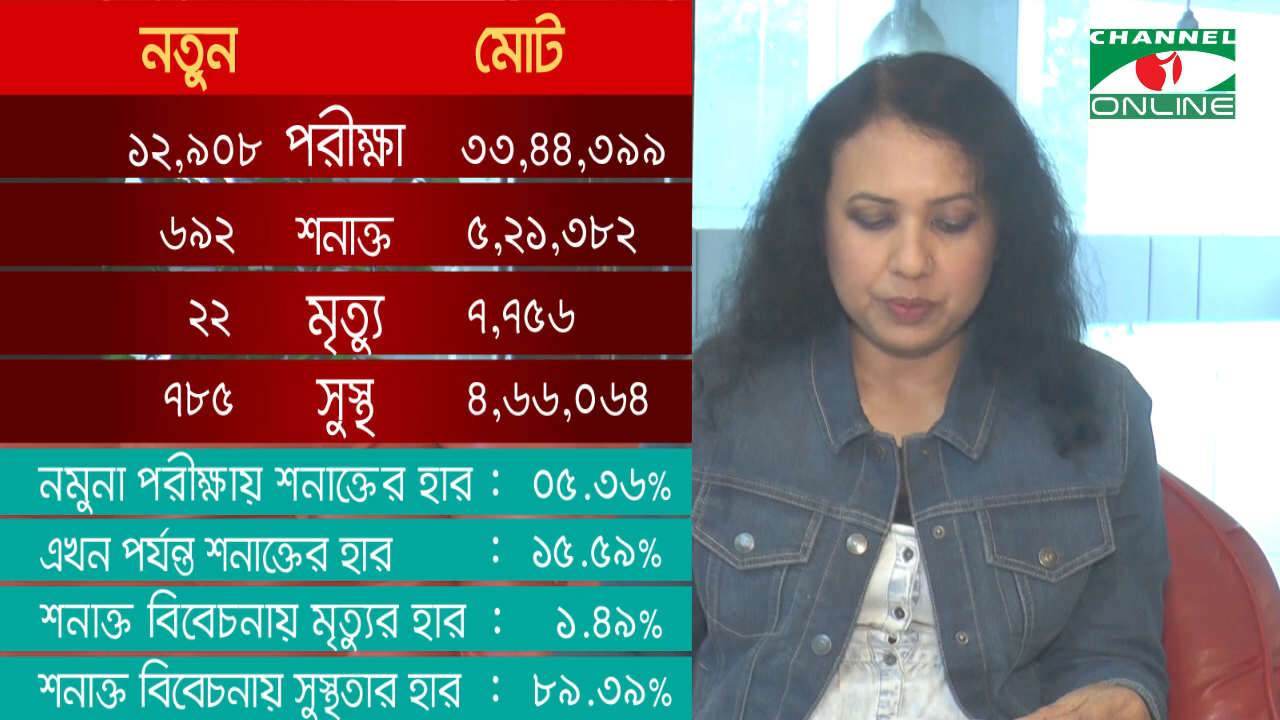 নতুন মোট
১২,৯০৮ পরীক্ষা ৩৩,৪৪,৩৯৯
৬৯২ শনাক্ত ৫,২১,৩৮২
২২ মৃত্যু ৭,৭৫৬
৭৮৫ সুস্থ ৪,৬৬,০৬৪
নমুনা পরীক্ষায় শনাক্তের হার : ০৫.৩৬%
এখন পর্যন্ত শনাক্তের হার : ১৫.৫৯%
শনাক্ত বিবেচনায় মৃত্যুর হার : ১.৪৯%
শনাক্ত বিবেচনায় সুস্থতার হার : ৮৯.৩৯%
CHANNEL
ONLINE